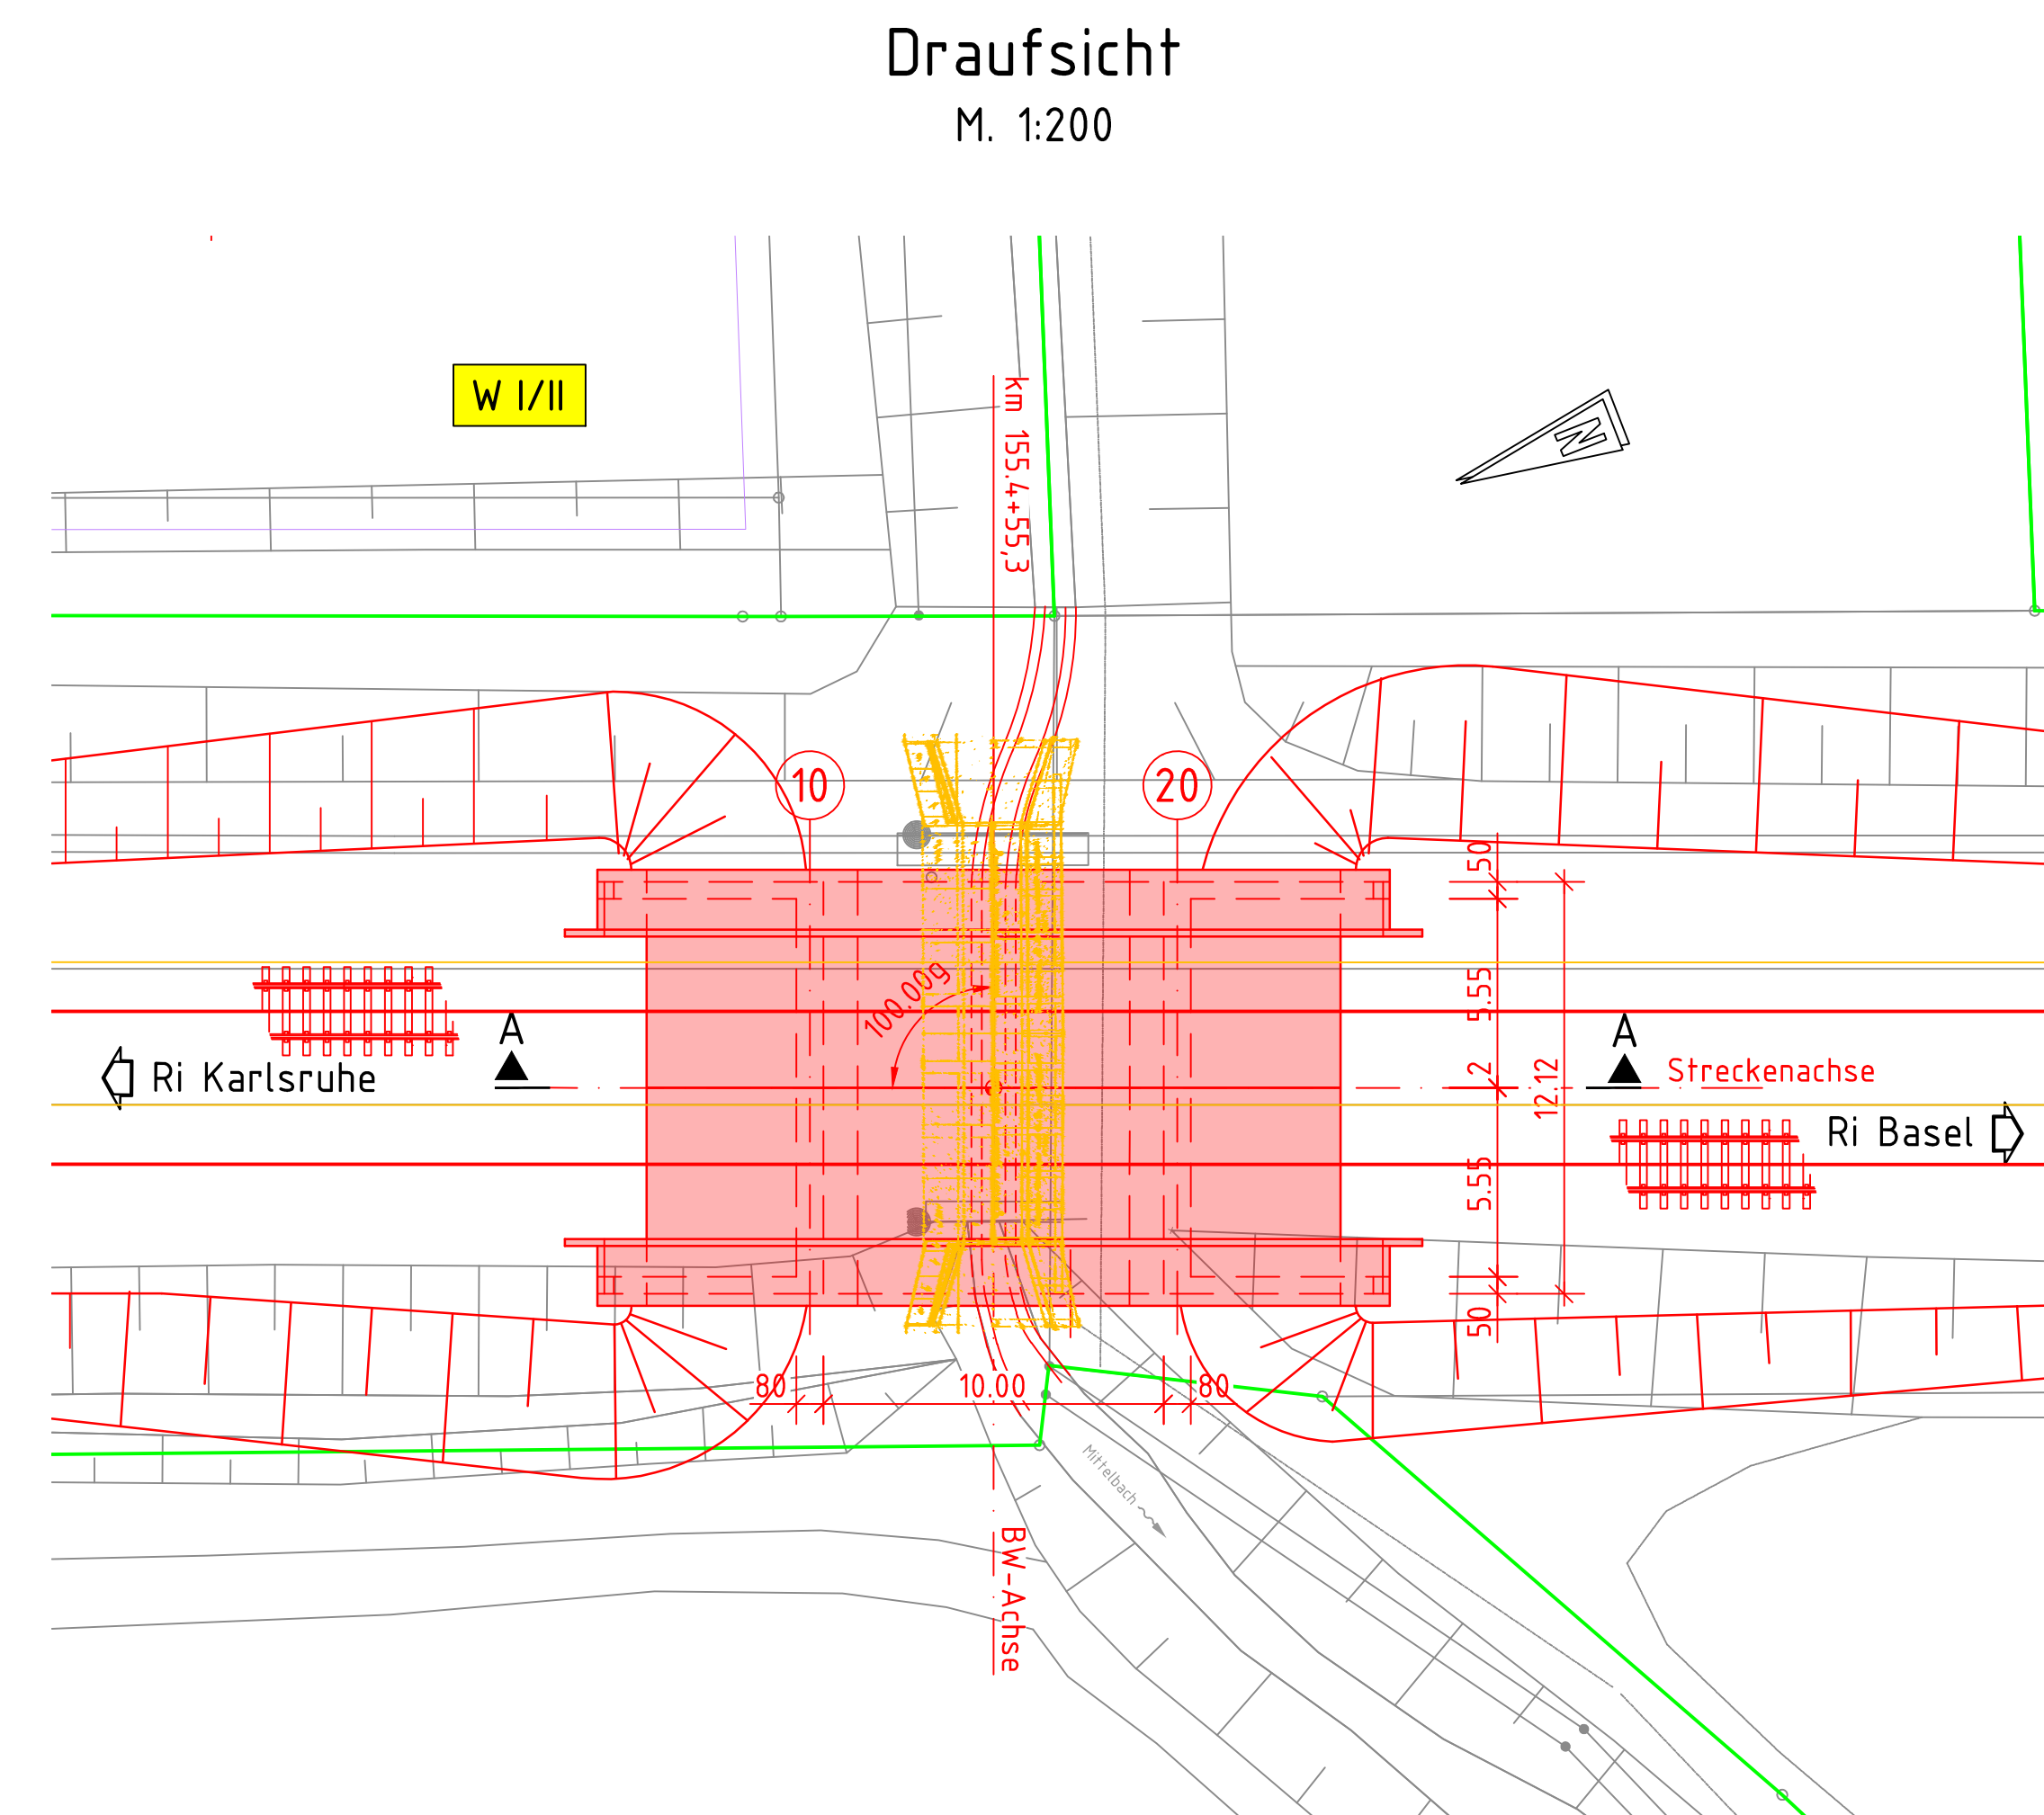 Draufsicht
M. 1:200
W I/II
km 155.4+55,3
N
10
20
50
100.00g
5.55
A
A
Ri Karlsruhe
2
12.12
Streckenachse
Ri Basel
5.55
50
80
10.00
80
Mittelbach
BW-Achse